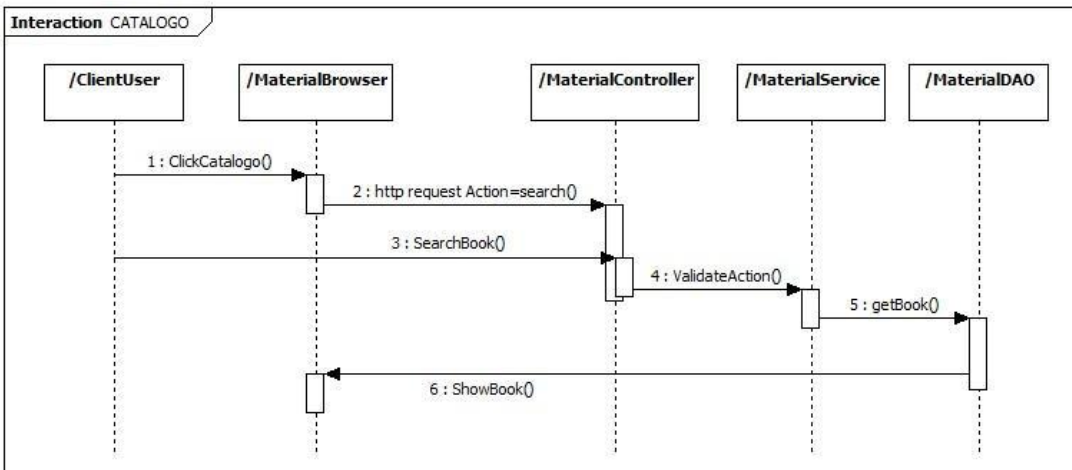 Interaction CATALOGO
/ClientUser
/MaterialBrowser
/MaterialController
/MaterialService
/MaterialDAO
1 : ClickCatalogo()
2 : http request Action=search()
3 : SearchBook()
4 : ValidateAction()
5 : getBook()
6 : ShowBook()